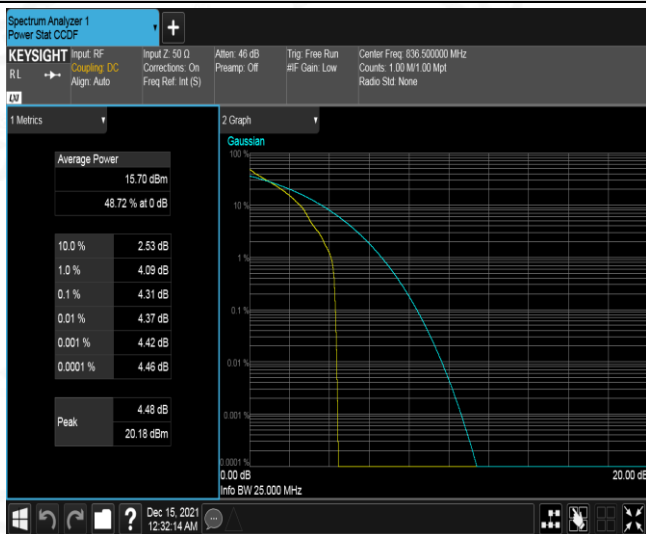 Spectrum Analyzer 1
Power Stat CCDF
KEYSIGHT
RL
LXI
Input: RF
Coupling: DC
Align: Auto
Input Z: 50 Ω
Corrections: On
Freq Ref: Int (S)
Atten: 46 dB
Preamp: Off
Trig: Free Run
#IF Gain: Low
Center Freq: 836.500000 MHz
Counts: 1.00 M/1.00 Mpt
Radio Std: None
1 Metrics
Average Power
15.70 dBm
48.72 % at 0 dB
10.0 % 2.53 dB
1.0 % 4.09 dB
0.1 % 4.31 dB
0.01 % 4.37 dB
0.001 % 4.42 dB
0.0001 % 4.46 dB
Peak
4.48 dB
20.18 dBm
2 Graph
Gaussian
100 %
10 %
1 %
0.1 %
0.01 %
0.001 %
0.0001 %
0.00 dB
20.00 dB
Info BW 25.000 MHz
?
Dec 15, 2021
12:32:14 AM